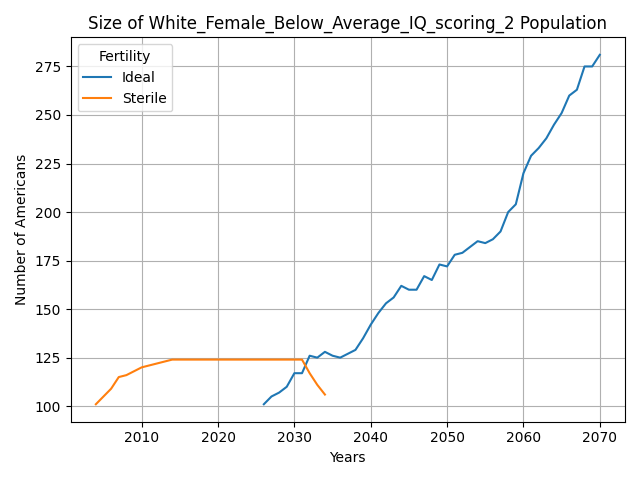 Size of White_Female_Below_Average_IQ_scoring_2 Population
Fertility
Ideal
Sterile
Number of Americans
275
250
225
200
175
150
125
100
2010 2020 2030 2040 2050 2060 2070
Years